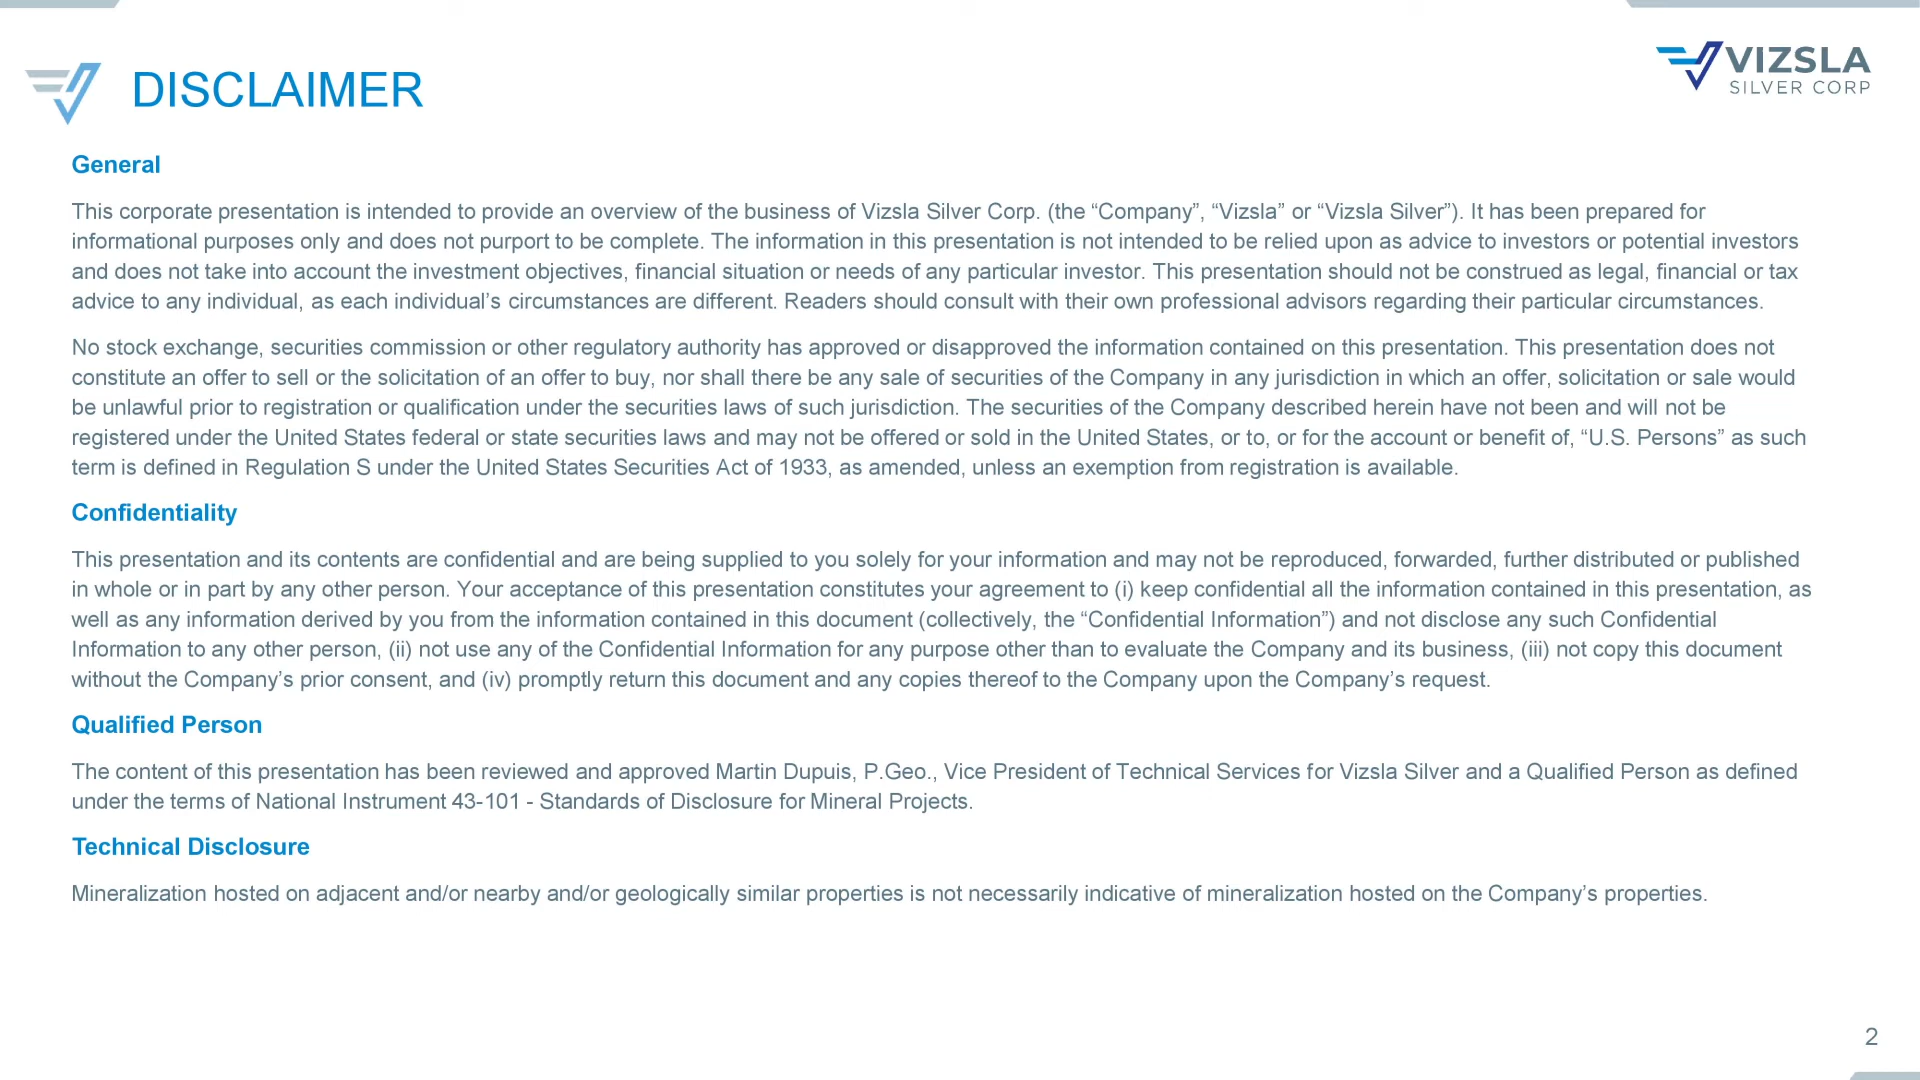 DISCLAIMER
VIZSLA
SILVER CORP
General
This corporate presentation is intended to provide an overview of the business of Vizsla Silver Corp. (the “Company”, “Vizsla” or “Vizsla Silver”). It has been prepared for
informational purposes only and does not purport to be complete. The information in this presentation is not intended to be relied upon as advice to investors or potential investors
and does not take into account the investment objectives, financial situation or needs of any particular investor. This presentation should not be construed as legal, financial or tax
advice to any individual, as each individual’s circumstances are different. Readers should consult with their own professional advisors regarding their particular circumstances.
No stock exchange, securities commission or other regulatory authority has approved or disapproved the information contained on this presentation. This presentation does not
constitute an offer to sell or the solicitation of an offer to buy, nor shall there be any sale of securities of the Company in any jurisdiction in which an offer, solicitation or sale would
be unlawful prior to registration or qualification under the securities laws of such jurisdiction. The securities of the Company described herein have not been and will not be
registered under the United States federal or state securities laws and may not be offered or sold in the United States, or to, or for the account or benefit of, “U.S. Persons” as such
term is defined in Regulation S under the United States Securities Act of 1933, as amended, unless an exemption from registration is available.
Confidentiality
This presentation and its contents are confidential and are being supplied to you solely for your information and may not be reproduced, forwarded, further distributed or published
in whole or in part by any other person. Your acceptance of this presentation constitutes your agreement to (i) keep confidential all the information contained in this presentation, as
well as any information derived by you from the information contained in this document (collectively, the “Confidential Information”) and not disclose any such Confidential
Information to any other person, (ii) not use any of the Confidential Information for any purpose other than to evaluate the Company and its business, (iii) not copy this document
without the Company’s prior consent, and (iv) promptly return this document and any copies thereof to the Company upon the Company’s request.
Qualified Person
The content of this presentation has been reviewed and approved Martin Dupuis, P.Geo., Vice President of Technical Services for Vizsla Silver and a Qualified Person as defined
under the terms of National Instrument 43-101 - Standards of Disclosure for Mineral Projects.
Technical Disclosure
Mineralization hosted on adjacent and/or nearby and/or geologically similar properties is not necessarily indicative of mineralization hosted on the Company’s properties.
2